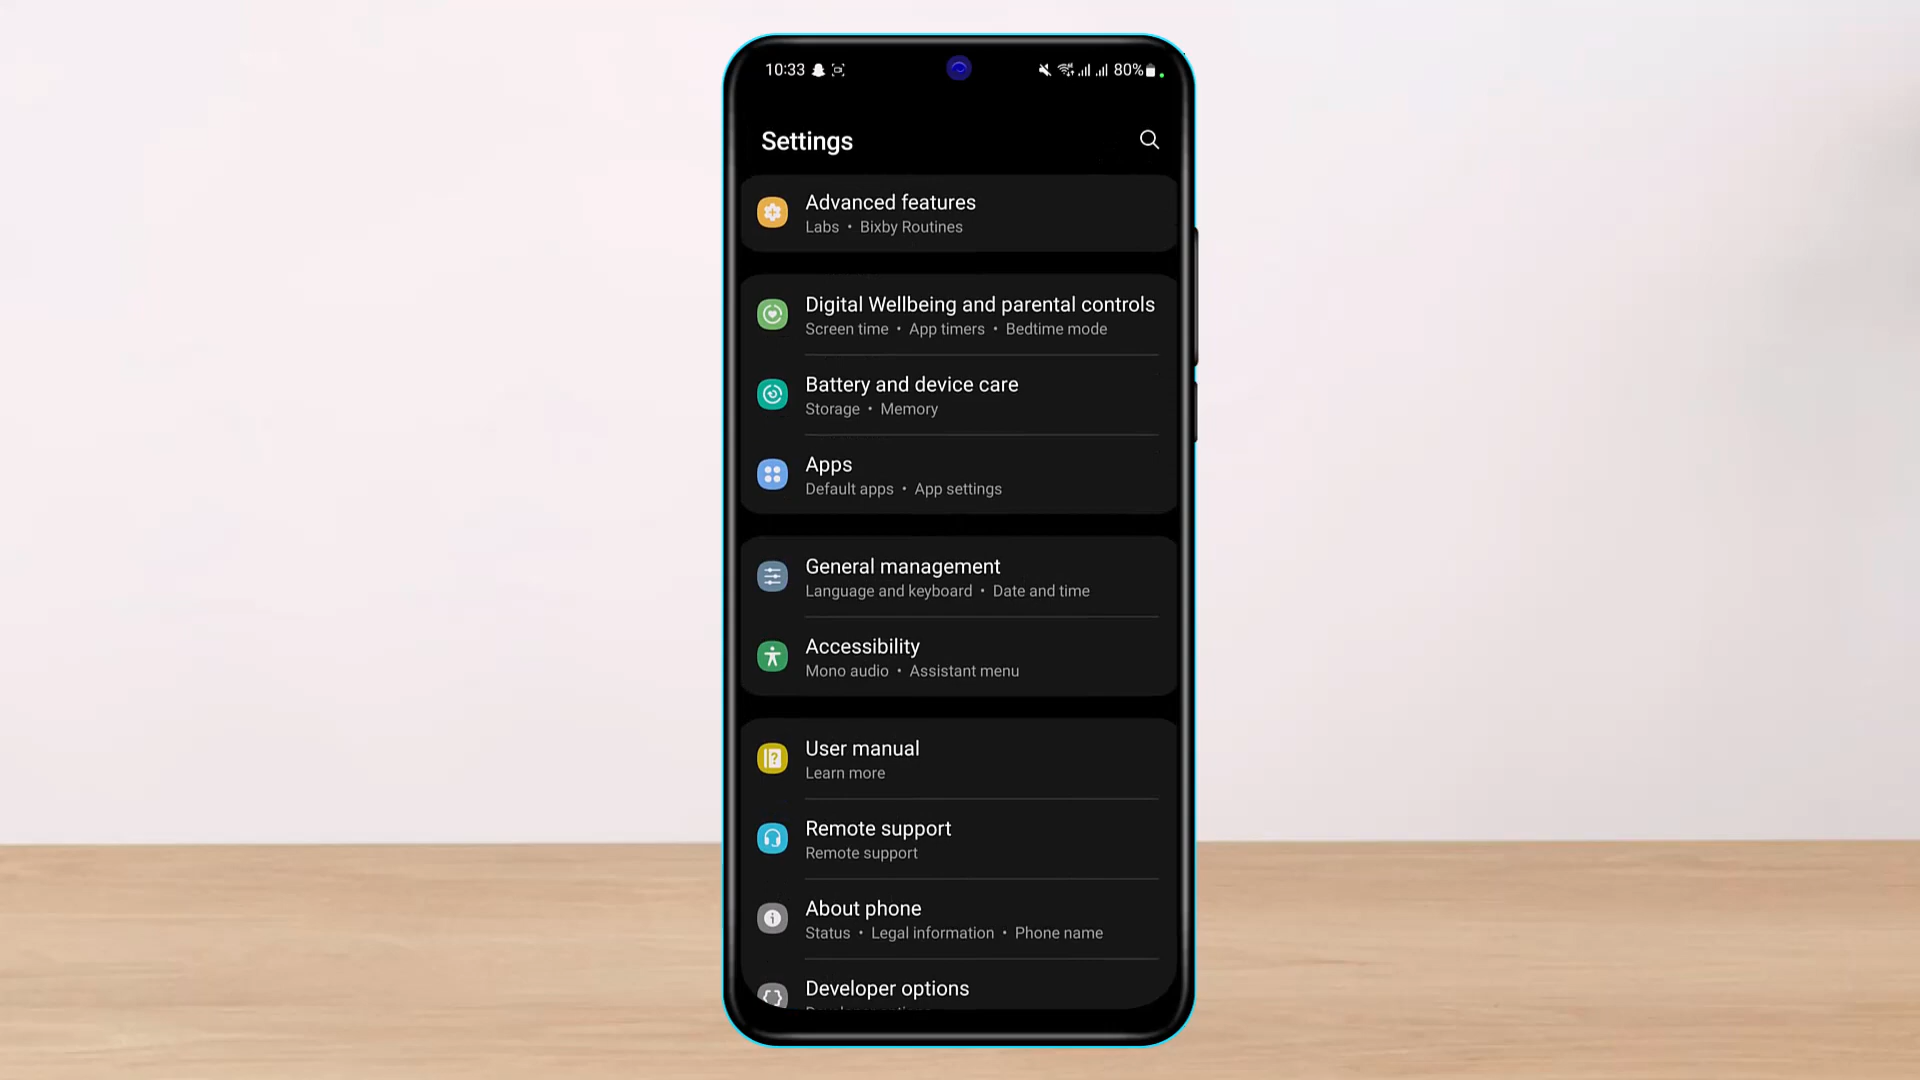 10:33 80%
Settings
Advanced features
Labs • Bixby Routines
Digital Wellbeing and parental controls
Screen time • App timers • Bedtime mode
Battery and device care
Storage • Memory
Apps
Default apps • App settings
General management
Language and keyboard • Date and time
Accessibility
Mono audio • Assistant menu
User manual
Learn more
Remote support
Remote support
About phone
Status • Legal information • Phone name
Developer options